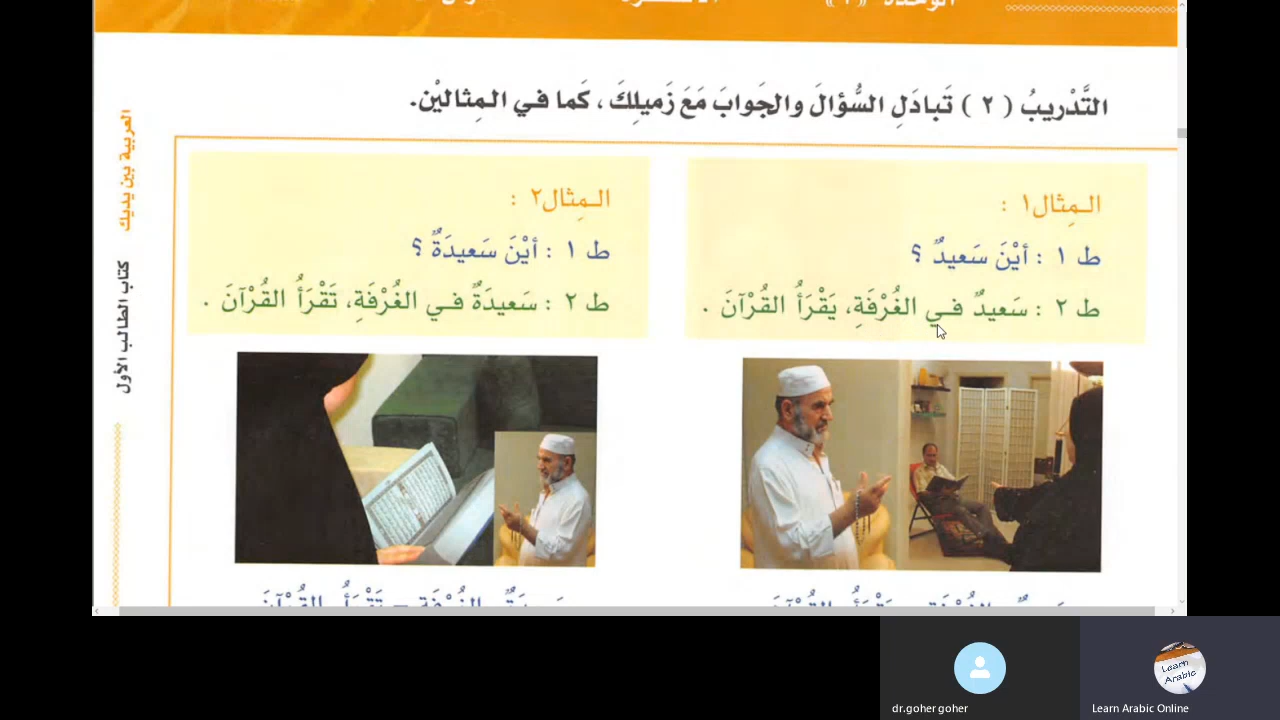 التَّدْريبُ ( ٢ ) تَبادَلِ السُّؤالَ والجَوابَ مَعَ زَميلِكَ ، كَما في المِثالَيْن.
المِثال١ :
ط ١ : أيْنَ سَعيدٌ ؟
ط ٢ : سَعيدٌ في الغُرْفَةِ، يَقْرَأُ القُرْآنَ .
المِثال٢ :
ط ١ : أيْنَ سَعيدَةٌ ؟
ط ٢ : سَعيدَةٌ في الغُرْفَةِ، تَقْرَأُ القُرْآنَ .
العربية بين يديك
كتاب الطالب الأول
dr.goher goher
Learn Arabic
Learn Arabic Online